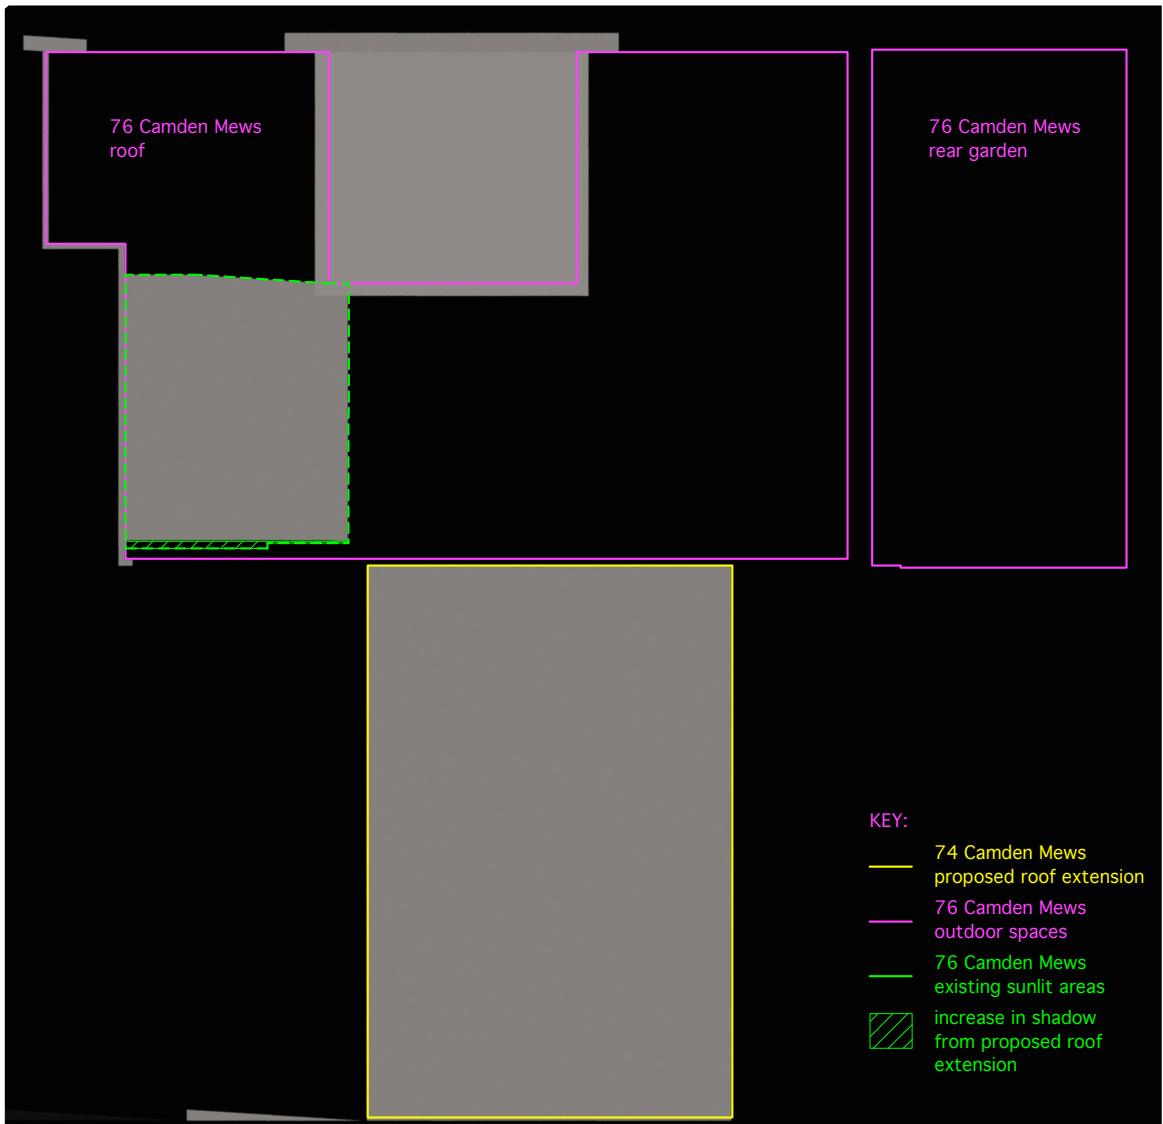 76 Camden Mews
roof
76 Camden Mews
rear garden
KEY:
74 Camden Mews
proposed roof extension
76 Camden Mews
outdoor spaces
76 Camden Mews
existing sunlit areas
increase in shadow
from proposed roof
extension